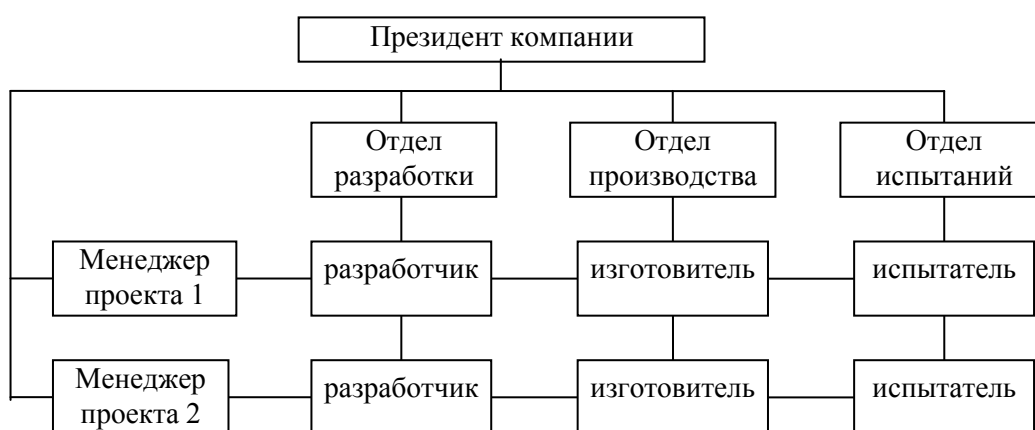 Президент компании
Отдел
разработки
Отдел
производства
Отдел
испытаний
Менеджер
проекта 1
разработчик
изготовитель
испытатель
Менеджер
проекта 2
разработчик
изготовитель
испытатель